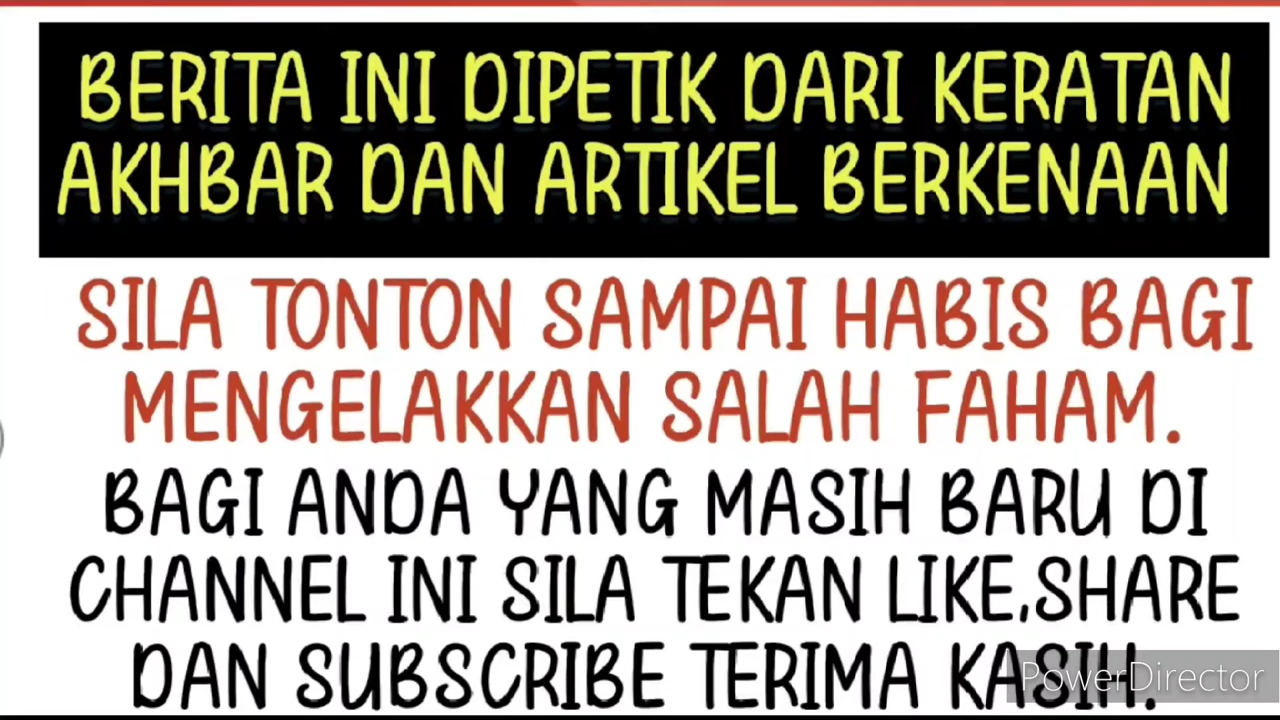 BERITA INI DIPETIK DARI KERATAN
AKHBAR DAN ARTIKEL BERKENAAN
SILA TONTON SAMPAI HABIS BAGI
MENGELAKKAN SALAH FAHAM.
BAGI ANDA YANG MASIH BARU DI
CHANNEL INI SILA TEKAN LIKE,SHARE
DAN SUBSCRIBE TERIMA KASIH.
PowerDirector